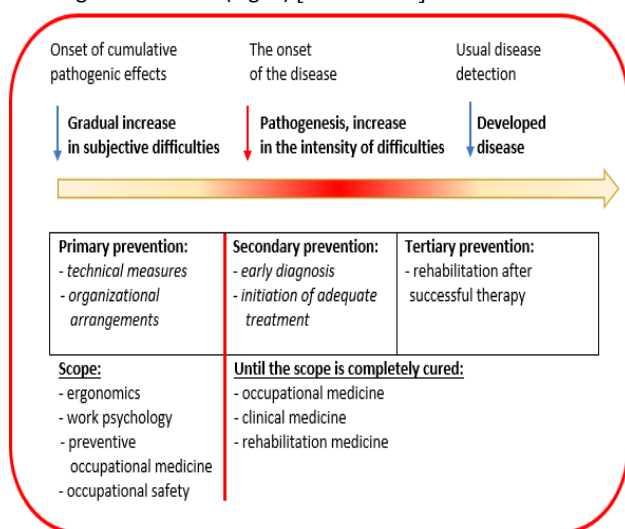 Onset of cumulative
pathogenic effects
The onset
of the disease
Usual disease
detection
Gradual increase
in subjective difficulties
Pathogenesis, increase
in the intensity of difficulties
Developed
disease
Primary prevention:
- technical measures
- organizational
arrangements
Secondary prevention:
- early diagnosis
- initiation of adequate
treatment
Tertiary prevention:
- rehabilitation after
successful therapy
Scope:
- ergonomics
- work psychology
- preventive
occupational medicine
- occupational safety
Until the scope is completely cured:
- occupational medicine
- clinical medicine
- rehabilitation medicine